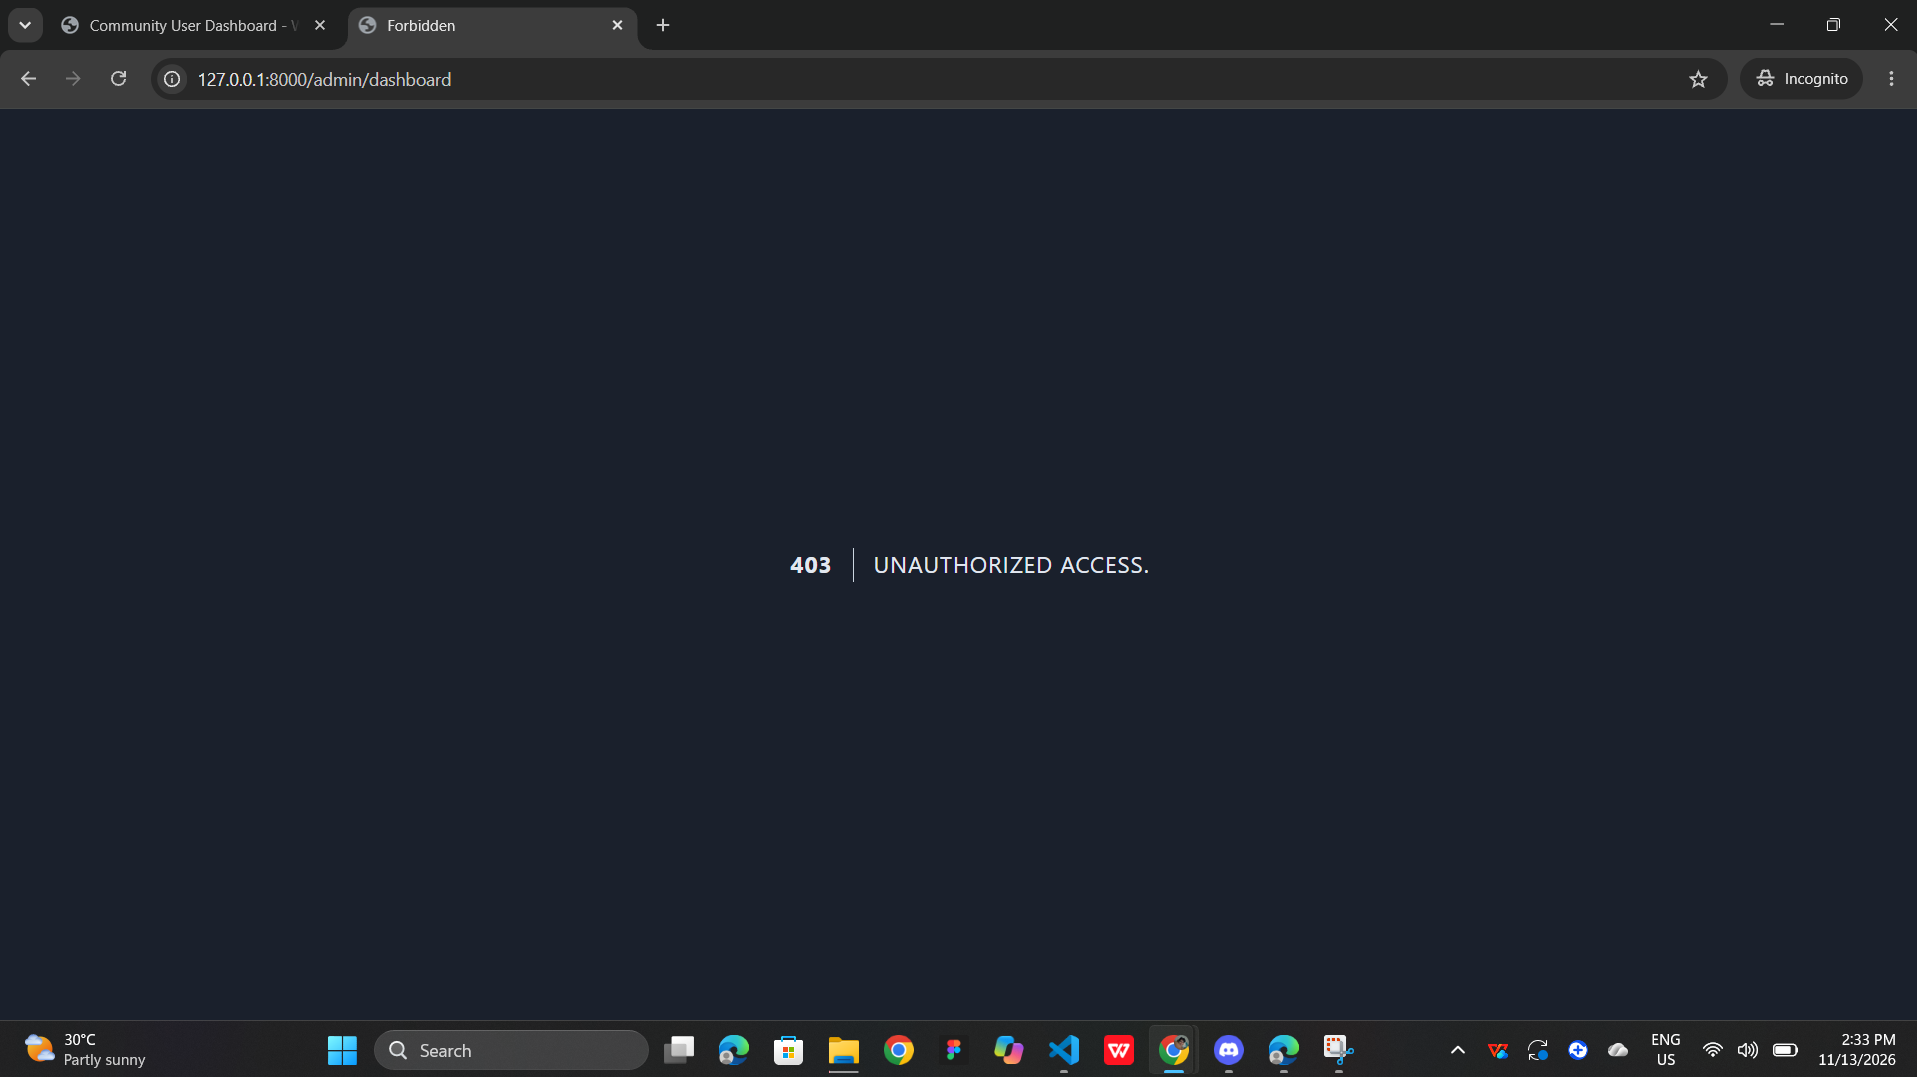 Community User Dashboard -
Forbidden
127.0.0.1:8000/admin/dashboard
Incognito
403
UNAUTHORIZED ACCESS.
30°C
Partly sunny
Search
ENG
US
2:33 PM
11/13/2026